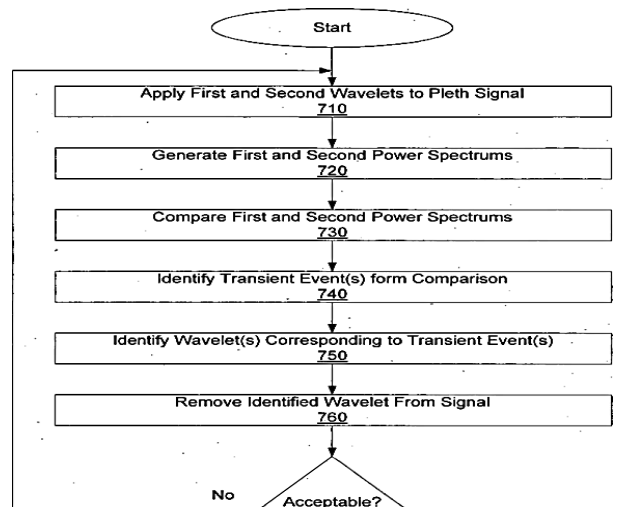 Start
Apply First and Second Wavelets to Pleth Signal
710
Generate First and Second Power Spectrums
720
Compare First and Second Power Spectrums
730
Identify Transient Event(s) form Comparison
740
Identify Wavelet(s) Corresponding to Transient Event(s)
750
Remove Identified Wavelet From Signal
760
No
Acceptable?